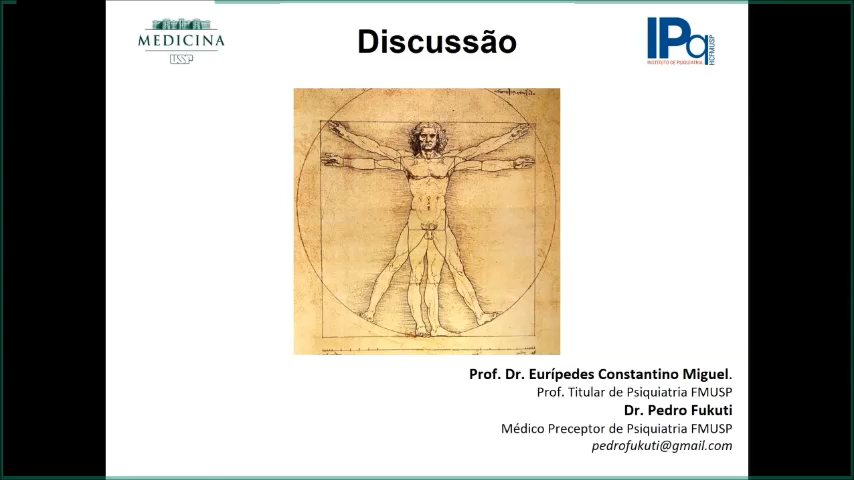 MEDICINA
USP
Discussão
IPq
INSTITUTO DE PSIQUIATRIA
HCFMUSP
Prof. Dr. Eurípedes Constantino Miguel.
Prof. Titular de Psiquiatria FMUSP
Dr. Pedro Fukuti
Médico Preceptor de Psiquiatria FMUSP
pedrofukuti@gmail.com